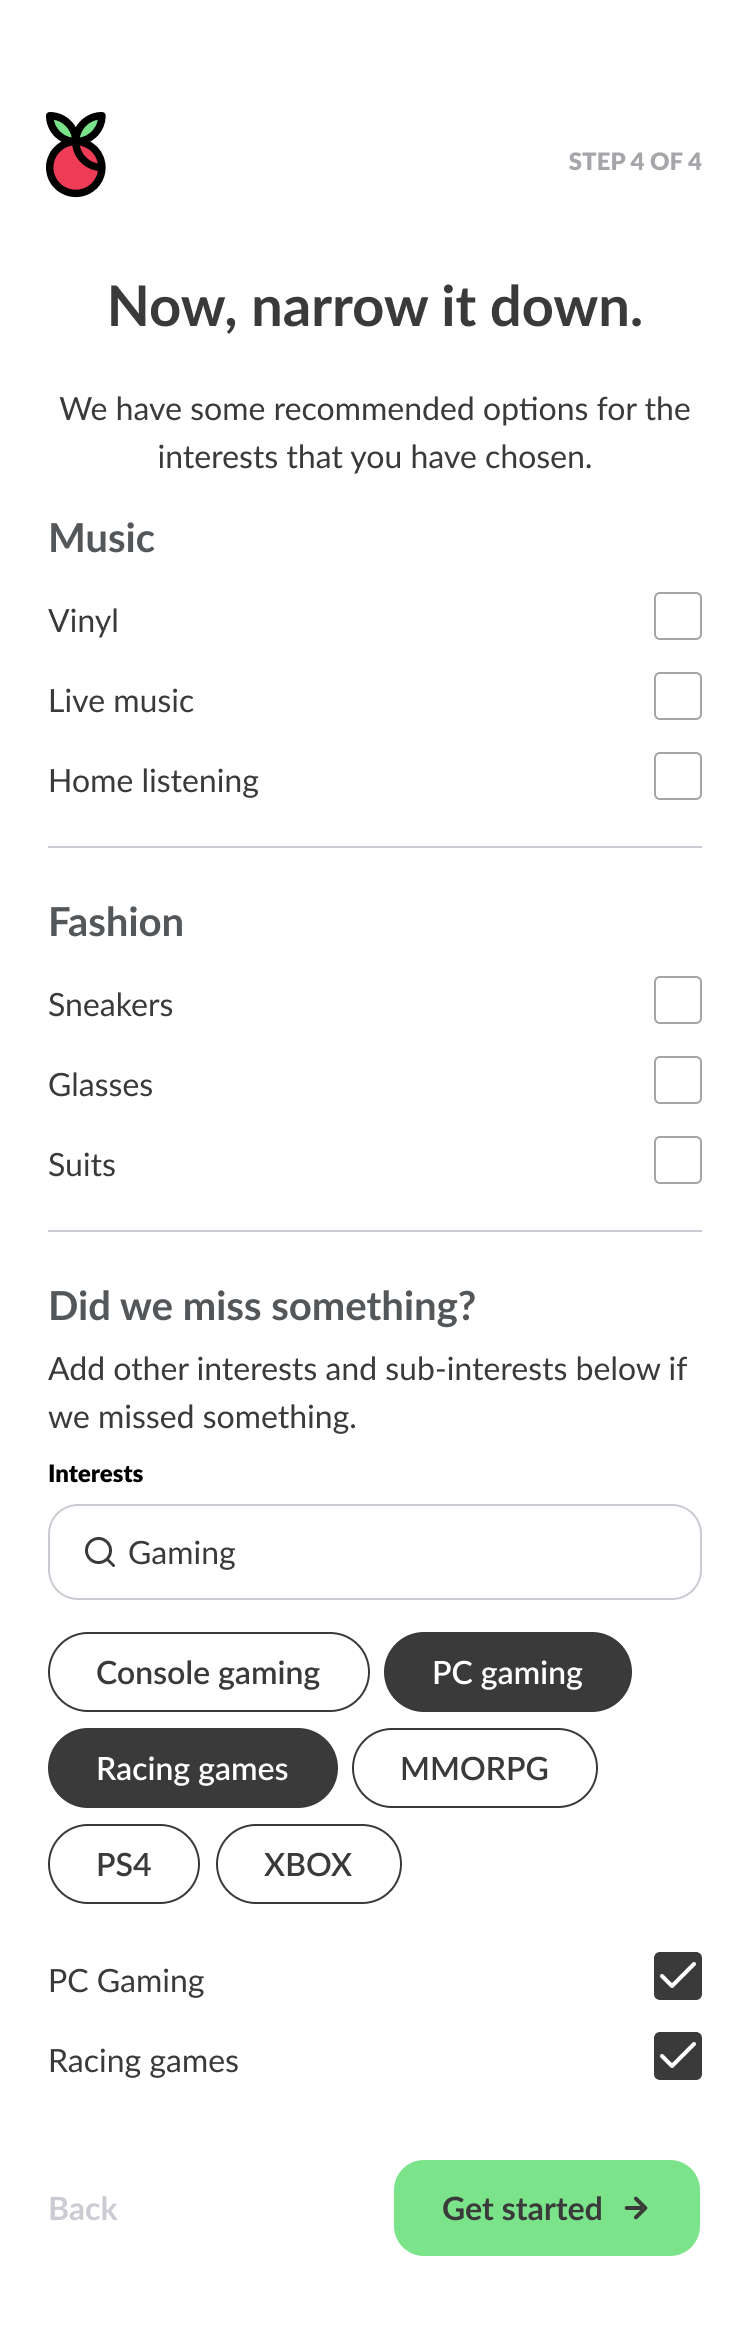 STEP 4 OF 4
Now, narrow it down.
We have some recommended options for the
interests that you have chosen.
Music
Vinyl
Live music
Home listening
Fashion
Sneakers
Glasses
Suits
Did we miss something?
Add other interests and sub-interests below if
we missed something.
Interests
Gaming
Console gaming PC gaming
Racing games MMORPG
PS4 XBOX
PC Gaming
Racing games
Back Get started